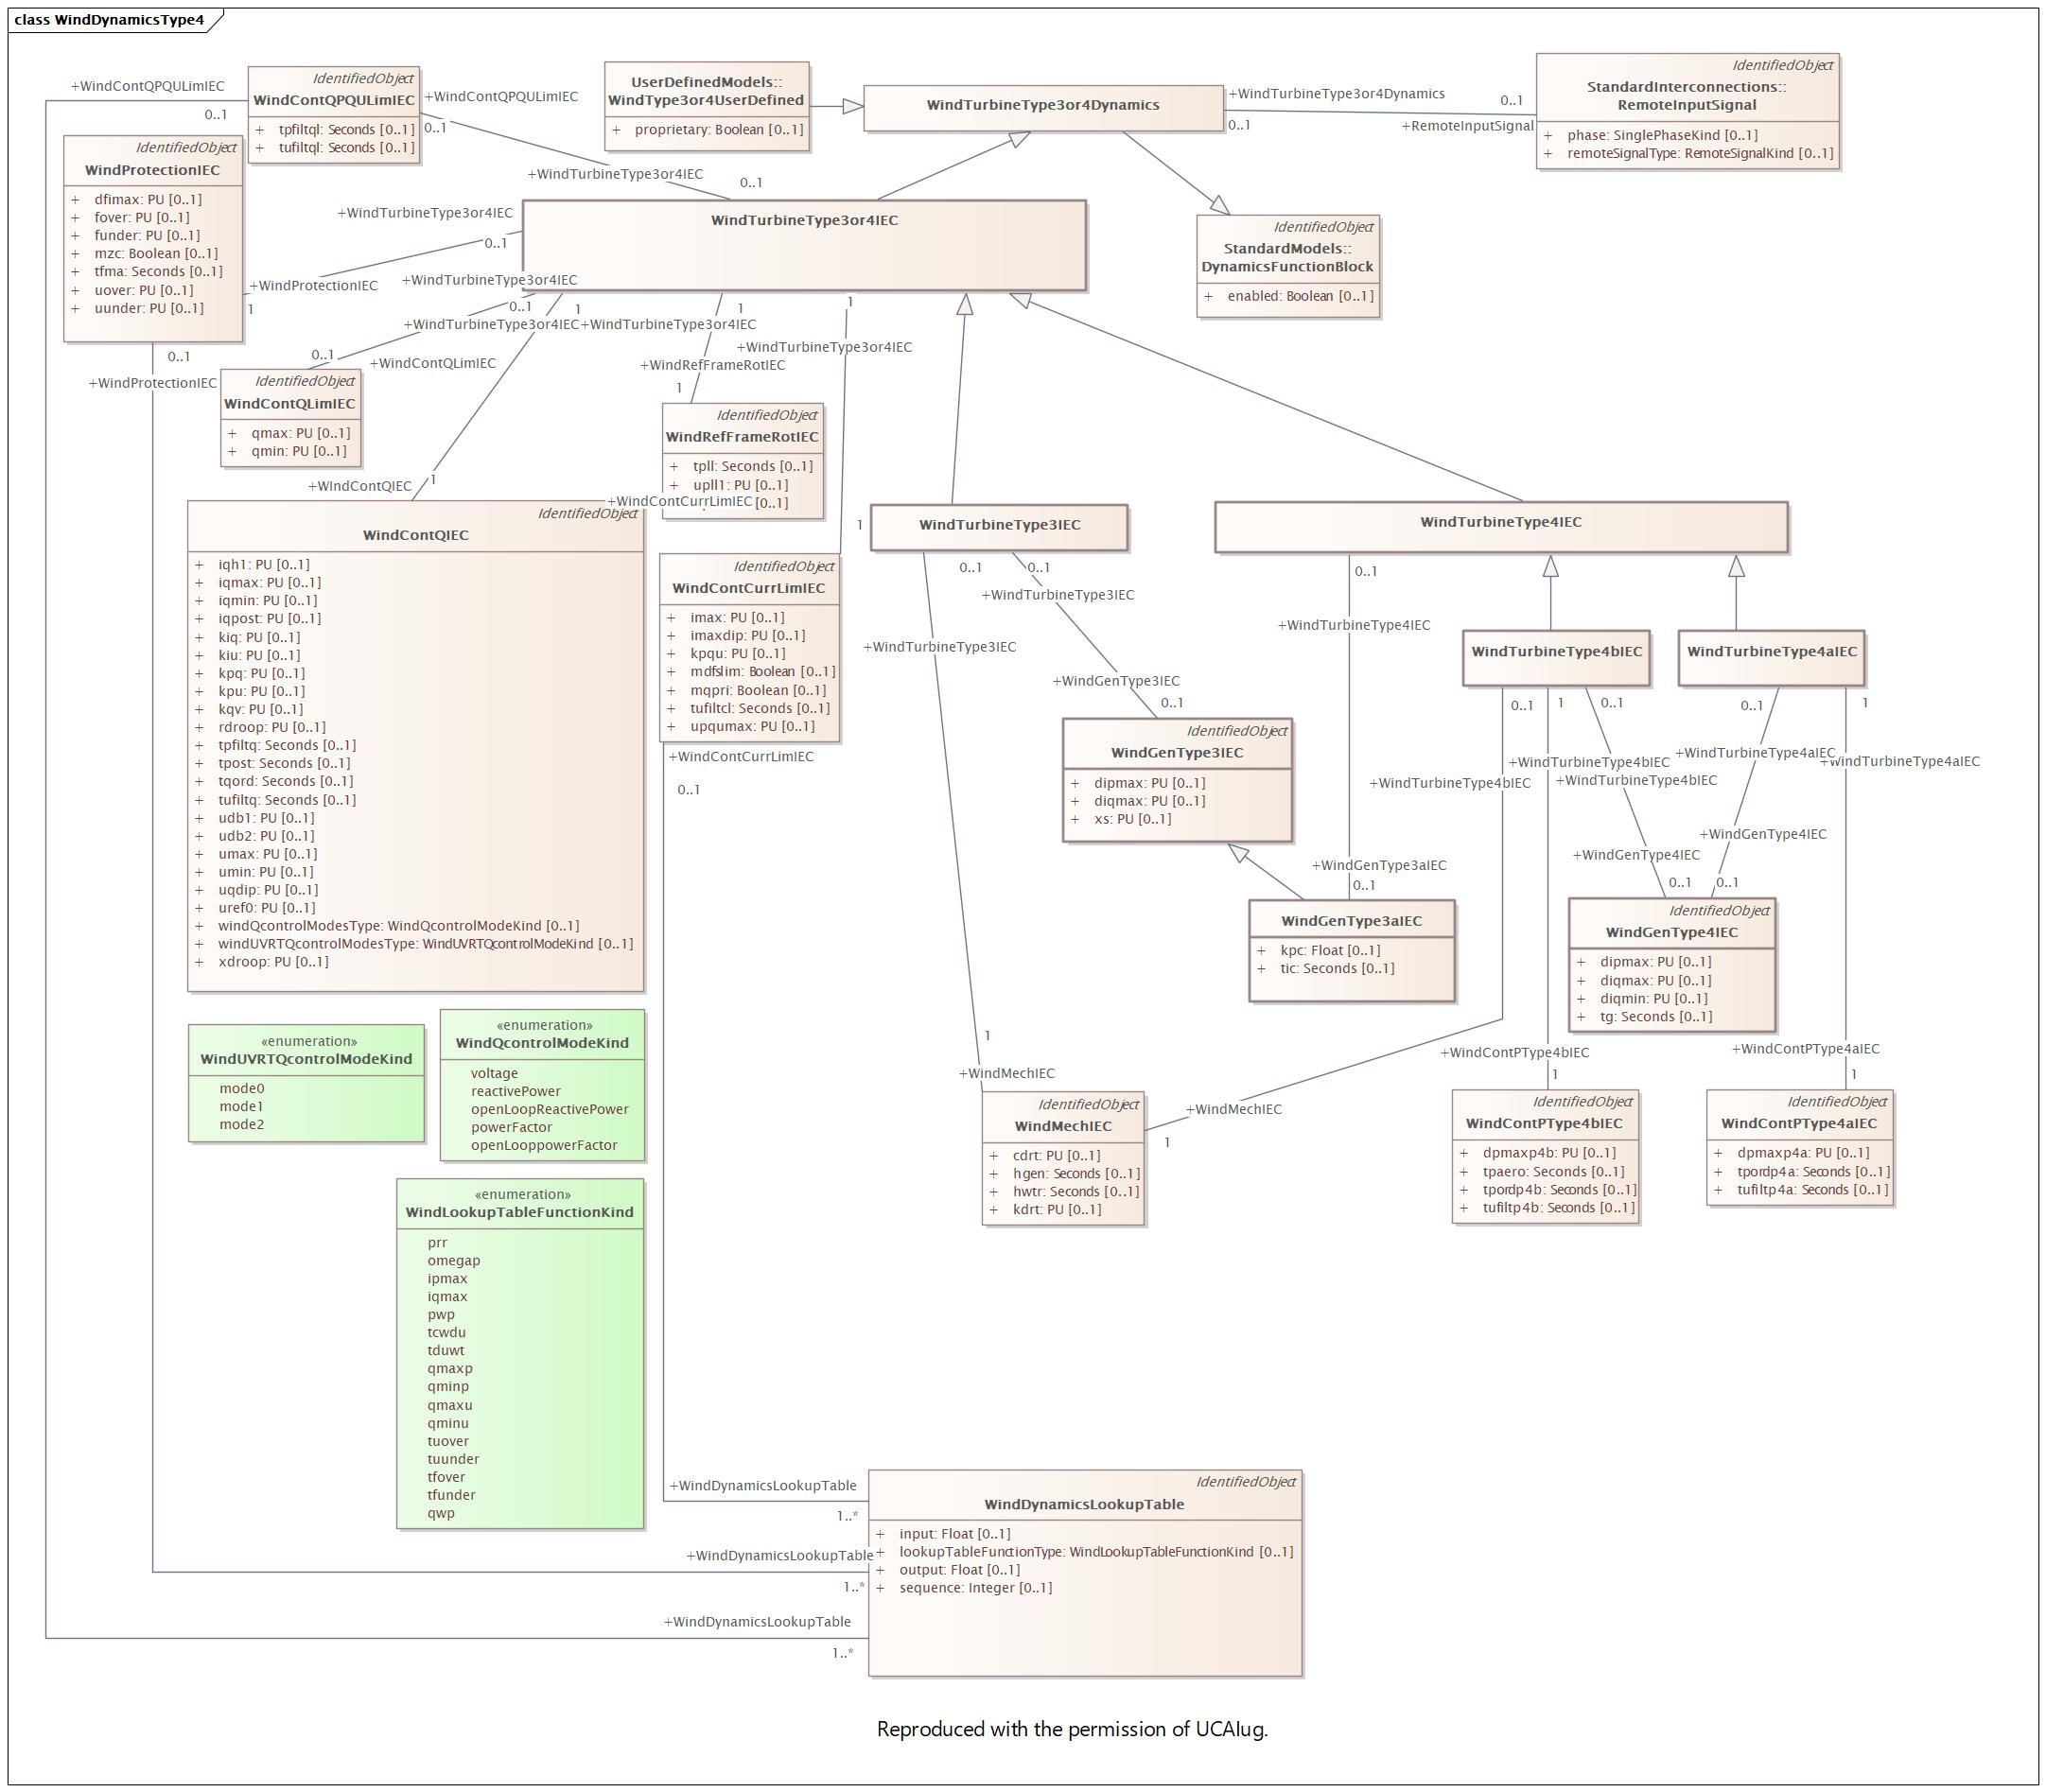 class WindDynamicsType4
+WindContQPQULimIEC
0..1
IdentifiedObject
WindContQPQULimIEC
+ tpfiltql: Seconds [0..1]
+ tufiltql: Seconds [0..1]
+WindContQPQULimIEC
0..1
UserDefinedModels::
WindType3or4UserDefined
+ proprietary: Boolean [0..1]
WindTurbineType3or4Dynamics
+WindTurbineType3or4Dynamics
0..1
0..1
+RemoteInputSignal
IdentifiedObject
StandardInterconnections::
RemoteInputSignal
+ phase: SinglePhaseKind [0..1]
+ remoteSignalType: RemoteSignalKind [0..1]
IdentifiedObject
WindProtectionIEC
+ dfimax: PU [0..1]
+ fover: PU [0..1]
+ funder: PU [0..1]
+ mzc: Boolean [0..1]
+ tfma: Seconds [0..1]
+ uover: PU [0..1]
+ uunder: PU [0..1]
+WindTurbineType3or4IEC
0..1
WindTurbineType3or4IEC
+WindTurbineType3or4IEC
0..1
+WindProtectionIEC
1
+WindTurbineType3or4IEC
0..1
IdentifiedObject
StandardModels::
DynamicsFunctionBlock
+ enabled: Boolean [0..1]
1
1
1
+WindTurbineType3or4IEC
+WindTurbineType3or4IEC
+WindTurbineType3or4IEC
0..1
+WindContQLimIEC
+WindRefFrameRotIEC
1
0..1
+WindProtectionIEC
IdentifiedObject
WindContQLimIEC
+ qmax: PU [0..1]
+ qmin: PU [0..1]
IdentifiedObject
WindRefFrameRotIEC
+ tpll: Seconds [0..1]
+ upll1: PU [0..1]
[0..1]
+WindContCurrLimIEC
1
+WindContQIEC
1
IdentifiedObject
WindContQIEC
+ iqh1: PU [0..1]
+ iqmax: PU [0..1]
+ iqmin: PU [0..1]
+ iqpost: PU [0..1]
+ kiq: PU [0..1]
+ kiu: PU [0..1]
+ kpq: PU [0..1]
+ kpu: PU [0..1]
+ kqv: PU [0..1]
+ rdroop: PU [0..1]
+ tpfiltq: Seconds [0..1]
+ tpost: Seconds [0..1]
+ tqord: Seconds [0..1]
+ tufiltq: Seconds [0..1]
+ udb1: PU [0..1]
+ udb2: PU [0..1]
+ umax: PU [0..1]
+ umin: PU [0..1]
+ uqdip: PU [0..1]
+ uref0: PU [0..1]
+ windQcontrolModesType: WindQcontrolModeKind [0..1]
+ windUVRTQcontrolModesType: WindUVRTQcontrolModeKind [0..1]
+ xdroop: PU [0..1]
IdentifiedObject
WindContCurrLimIEC
+ imax: PU [0..1]
+ imaxdip: PU [0..1]
+ kpqu: PU [0..1]
+ mdfslim: Boolean [0..1]
+ mqpri: Boolean [0..1]
+ tufiltcl: Seconds [0..1]
+ upqumax: PU [0..1]
+WindContCurrLimIEC
0..1
WindTurbineType3IEC
0..1
0..1
+WindTurbineType3IEC
+WindTurbineType3IEC
WindTurbineType4IEC
0..1
+WindTurbineType4IEC
WindTurbineType4bIEC
WindTurbineType4aIEC
+WindGenType3IEC
0..1
IdentifiedObject
WindGenType3IEC
+ dipmax: PU [0..1]
+ diqmax: PU [0..1]
+ xs: PU [0..1]
0..1
1
0..1
0..1
1
+WindTurbineType4bIEC
+WindTurbineType4aIEC
+WindTurbineType4aIEC
+WindTurbineType4bIEC
+WindTurbineType4bIEC
+WindGenType4IEC
+WindGenType4IEC
0..1
0..1
+WindGenType3aIEC
0..1
WindGenType3aIEC
+ kpc: Float [0..1]
+ tic: Seconds [0..1]
IdentifiedObject
WindGenType4IEC
+ dipmax: PU [0..1]
+ diqmax: PU [0..1]
+ diqmin: PU [0..1]
+ tg: Seconds [0..1]
«enumeration»
WindUVRTQcontrolModeKind
mode0
mode1
mode2
«enumeration»
WindQcontrolModeKind
voltage
reactivePower
openLoopReactivePower
powerFactor
openLooppowerFactor
1
+WindMechIEC
+WindMechIEC
1
IdentifiedObject
WindMechIEC
+ cdrt: PU [0..1]
+ hgen: Seconds [0..1]
+ hwtr: Seconds [0..1]
+ kdrt: PU [0..1]
+WindContPType4bIEC
1
IdentifiedObject
WindContPType4bIEC
+ dpmaxp4b: PU [0..1]
+ tpaero: Seconds [0..1]
+ tpordp4b: Seconds [0..1]
+ tufiltp4b: Seconds [0..1]
+WindContPType4aIEC
1
IdentifiedObject
WindContPType4aIEC
+ dpmaxp4a: PU [0..1]
+ tpordp4a: Seconds [0..1]
+ tufiltp4a: Seconds [0..1]
«enumeration»
WindLookupTableFunctionKind
prr
omegap
ipmax
iqmax
pwp
tcwdu
tduwt
qmaxp
qminp
qmaxu
qminu
tuover
tuunder
tfover
tfunder
qwp
+WindDynamicsLookupTable
1..*
+WindDynamicsLookupTable
1..*
+WindDynamicsLookupTable
1..*
IdentifiedObject
WindDynamicsLookupTable
+ input: Float [0..1]
+ lookupTableFunctionType: WindLookupTableFunctionKind [0..1]
+ output: Float [0..1]
+ sequence: Integer [0..1]
Reproduced with the permission of UCAIug.